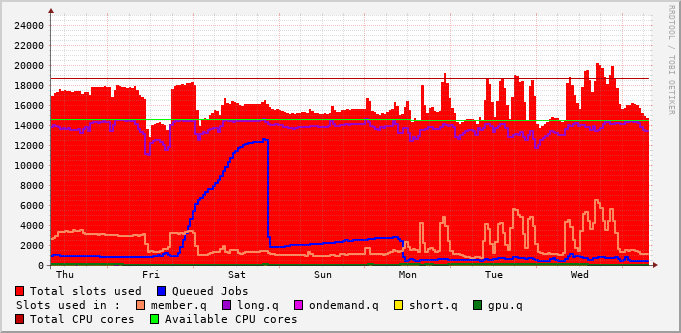 24000
22000
20000
18000
16000
14000
12000
10000
8000
6000
4000
2000
0
Thu Fri Sat Sun Mon Tue Wed
RRDTOOL / TOBI OETIKER
Total slots used Queued Jobs
Slots used in : member.q long.q ondemand.q short.q gpu.q
Total CPU cores Available CPU cores